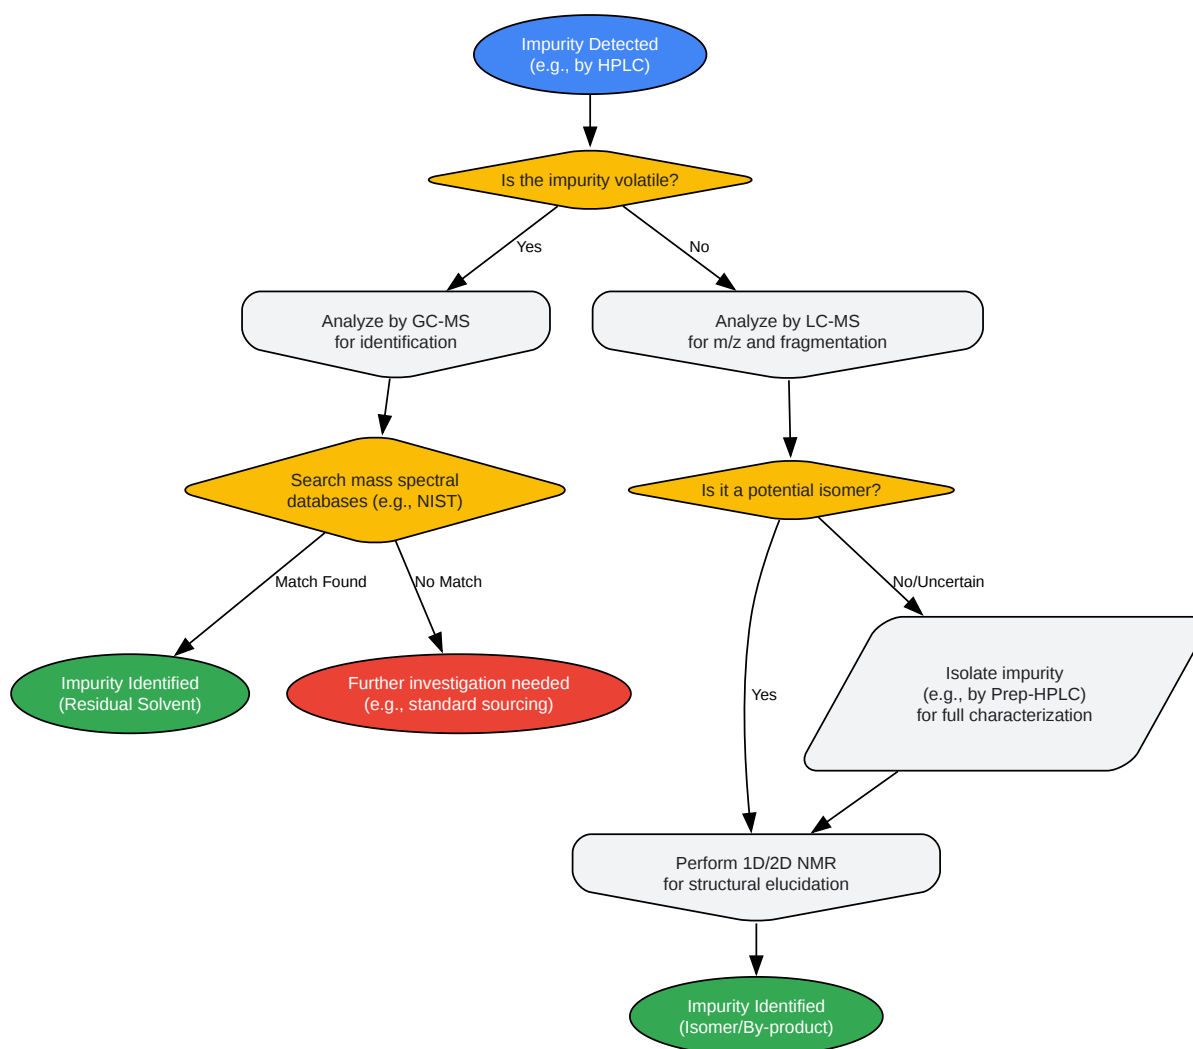 Impurity Detected
(e.g., by HPLC)
Is the impurity volatile?
Yes
No
Analyze by GC-MS
for identification
Analyze by LC-MS
for m/z and fragmentation
Search mass spectral
databases (e.g., NIST)
Is it a potential isomer?
Match Found
No Match
No/Uncertain
Impurity Identified
(Residual Solvent)
Further investigation needed
(e.g., standard sourcing)
Yes
Isolate impurity
(e.g., by Prep-HPLC)
for full characterization
Perform 1D/2D NMR
for structural elucidation
Impurity Identified
(Isomer/By-product)